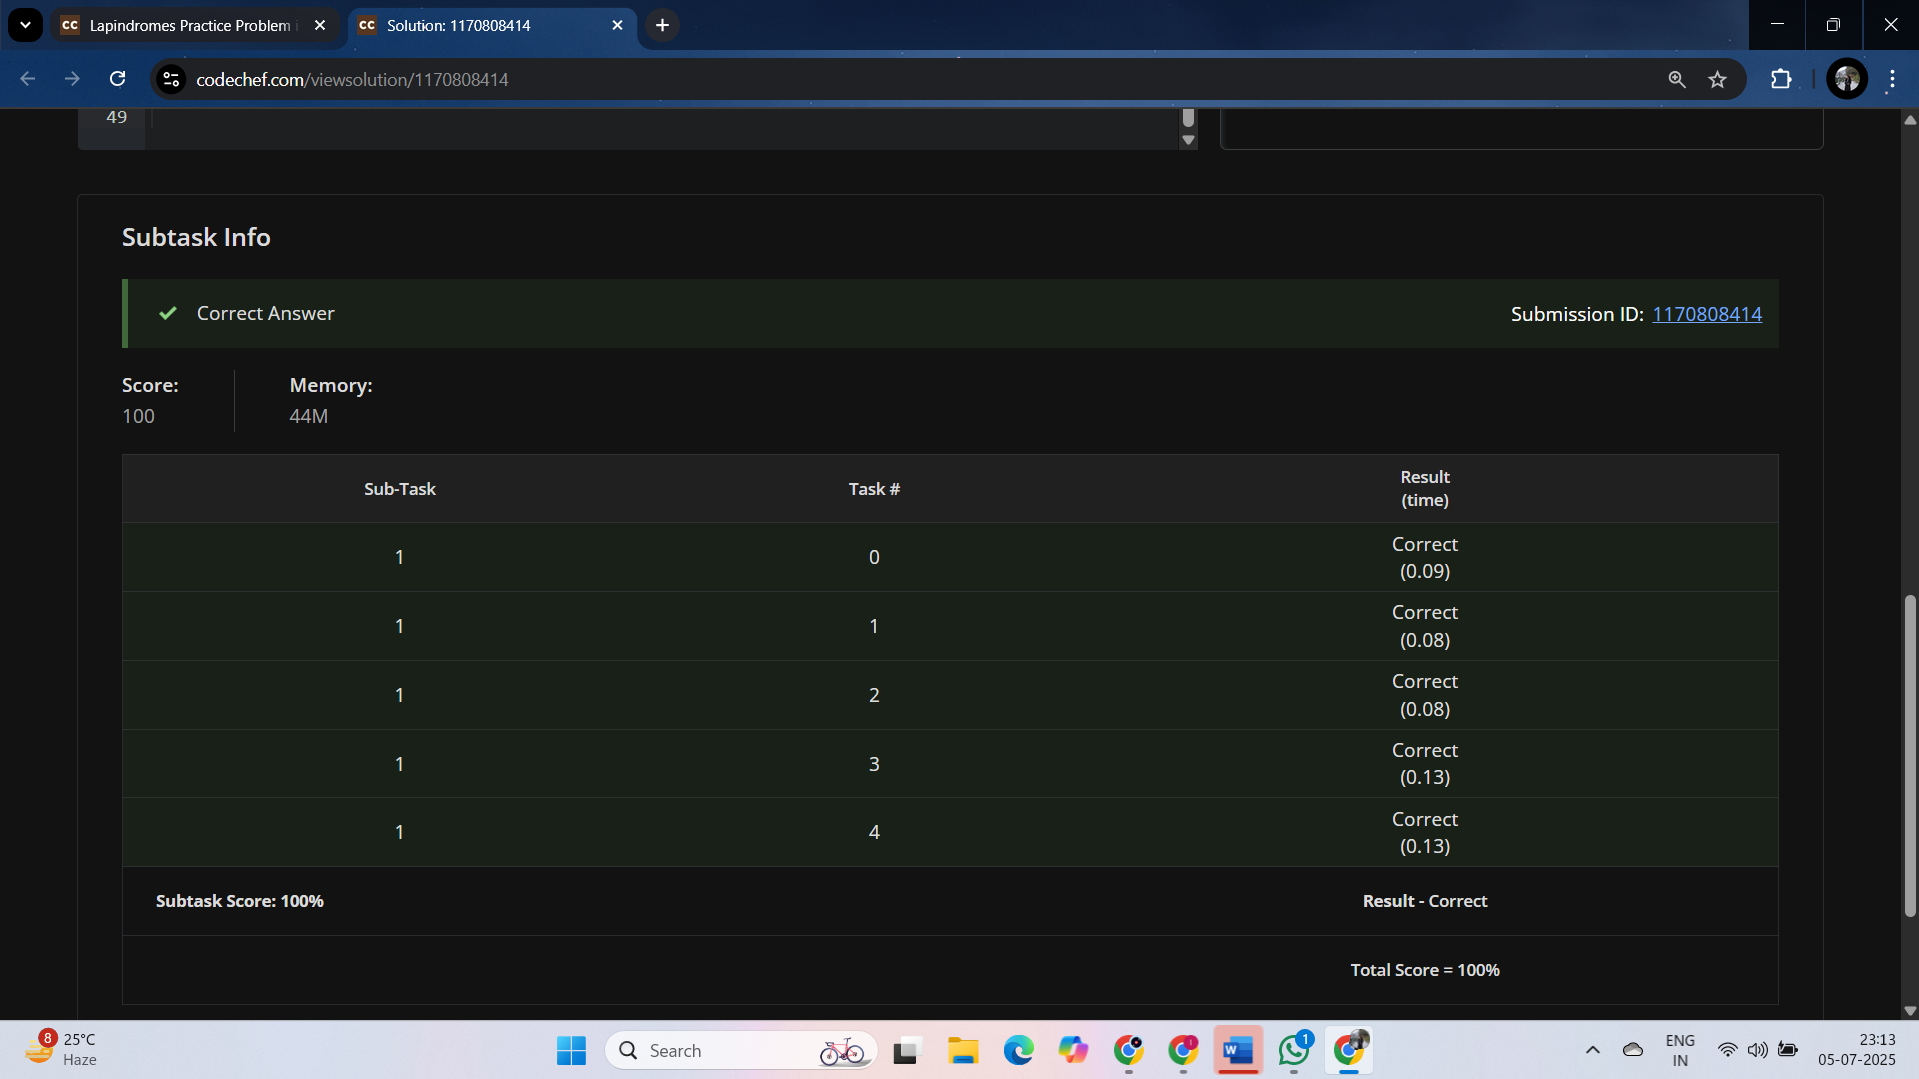 Lapindromes Practice Problem i
Solution: 1170808414
codechef.com/viewsolution/1170808414
49
Subtask Info
Correct Answer
Submission ID: 1170808414
Score:
100
Memory:
44M
Sub-Task Task # Result
(time)
1 0 Correct
(0.09)
1 1 Correct
(0.08)
1 2 Correct
(0.08)
1 3 Correct
(0.13)
1 4 Correct
(0.13)
Subtask Score: 100% Result - Correct
Total Score = 100%
8
25°C
Haze
Search
1
ENG
IN
23:13
05-07-2025